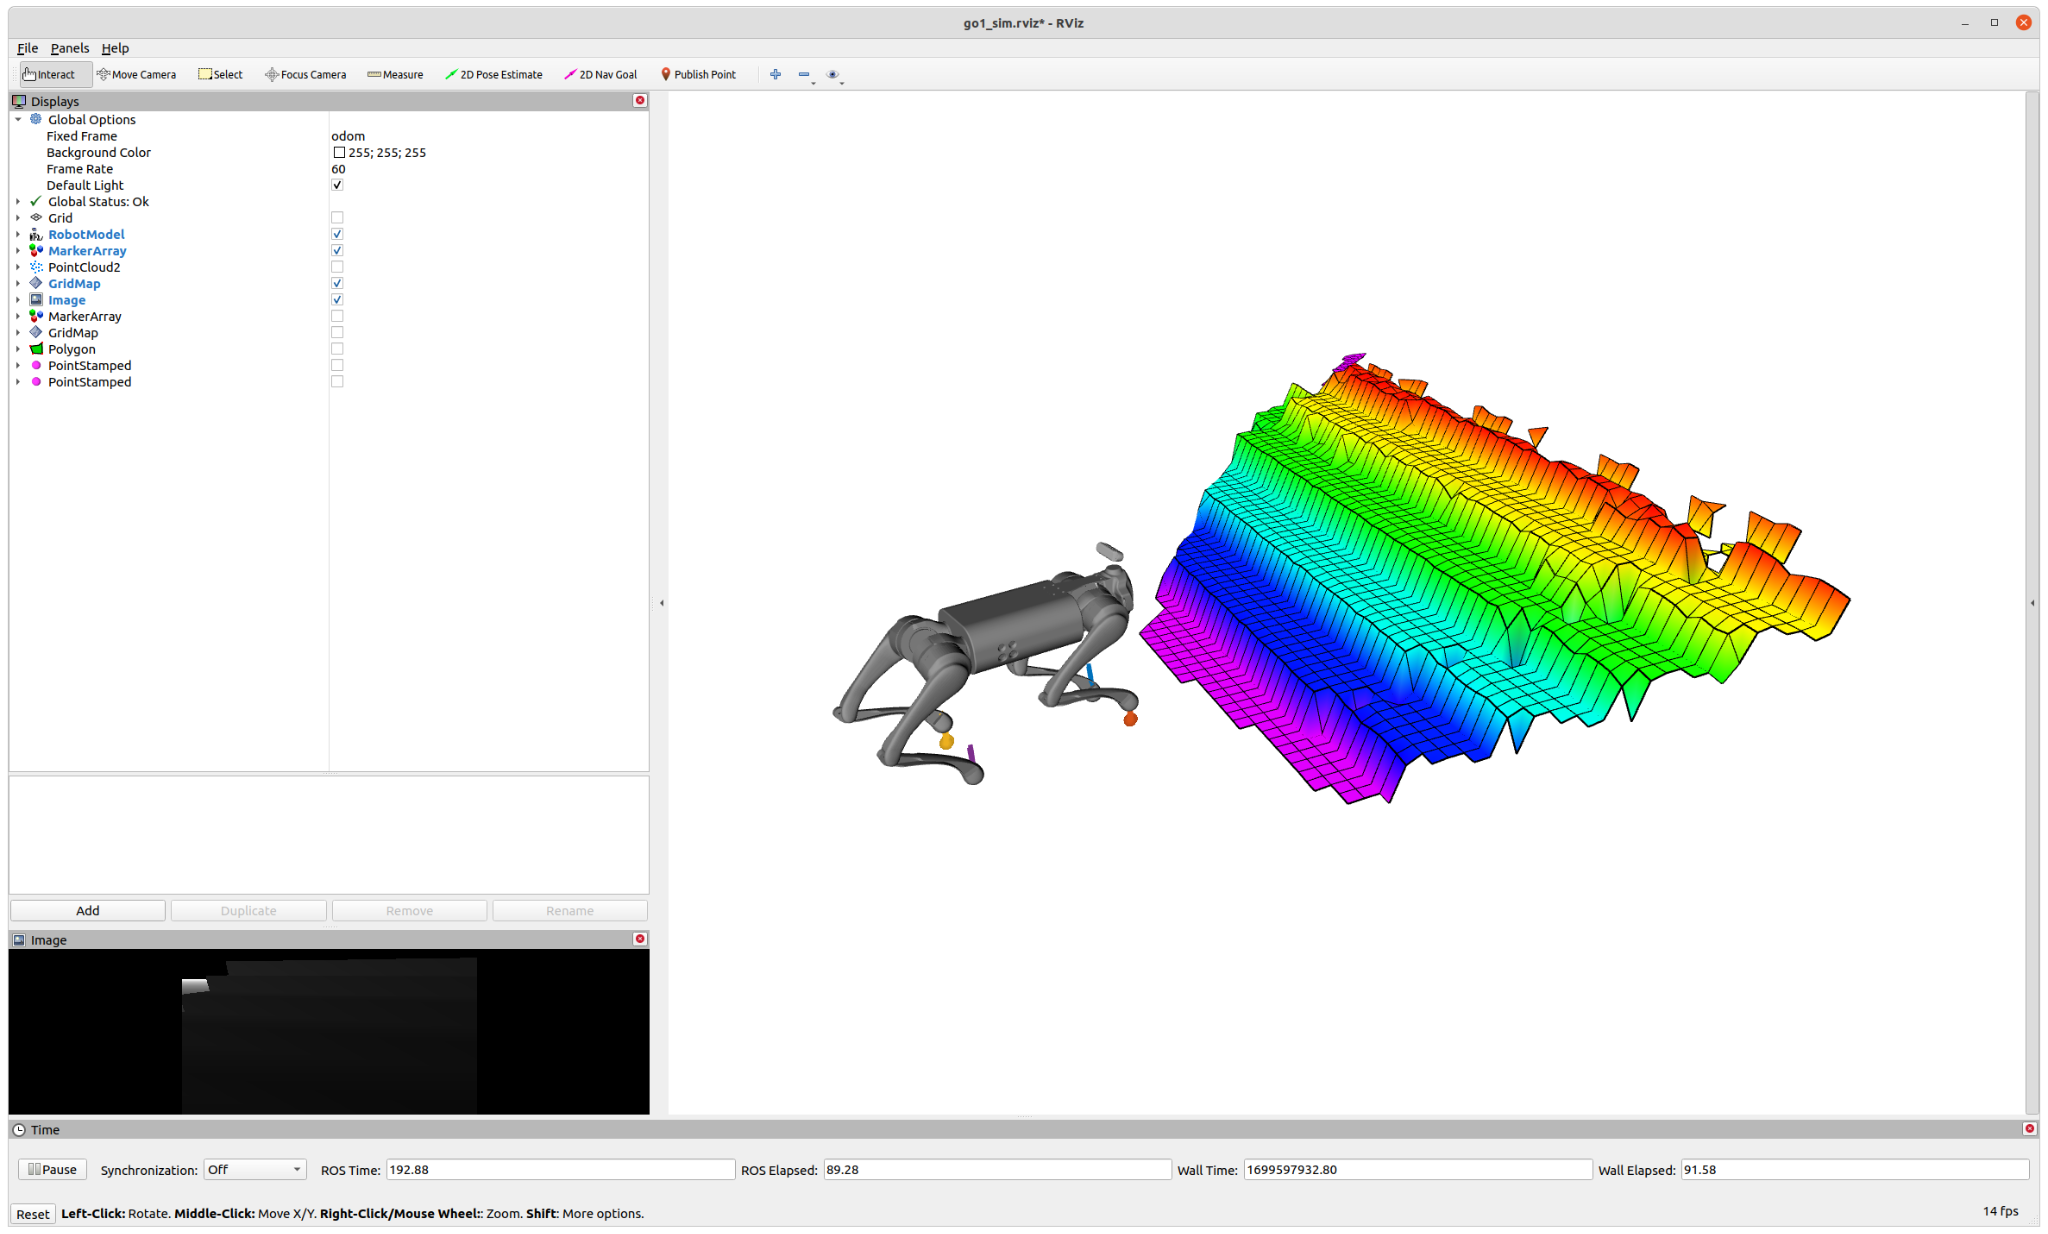 go1_sim.rviz* - RViz
File Panels Help
Interact Move Camera Select Focus Camera Measure 2D Pose Estimate 2D Nav Goal Publish Point
Displays
Global Options
Fixed Frame odom
Background Color 255; 255; 255
Frame Rate 60
Default Light
Global Status: Ok
Grid
RobotModel
MarkerArray
PointCloud2
GridMap
Image
MarkerArray
GridMap
Polygon
PointStamped
PointStamped
Add Duplicate Remove Rename
Image
Time
Pause Synchronization: Off ROS Time: 192.88 ROS Elapsed: 89.28 Wall Time: 1699597932.80 Wall Elapsed: 91.58
Reset Left-Click: Rotate. Middle-Click: Move X/Y. Right-Click/Mouse Wheel:: Zoom. Shift: More options. 14 fps